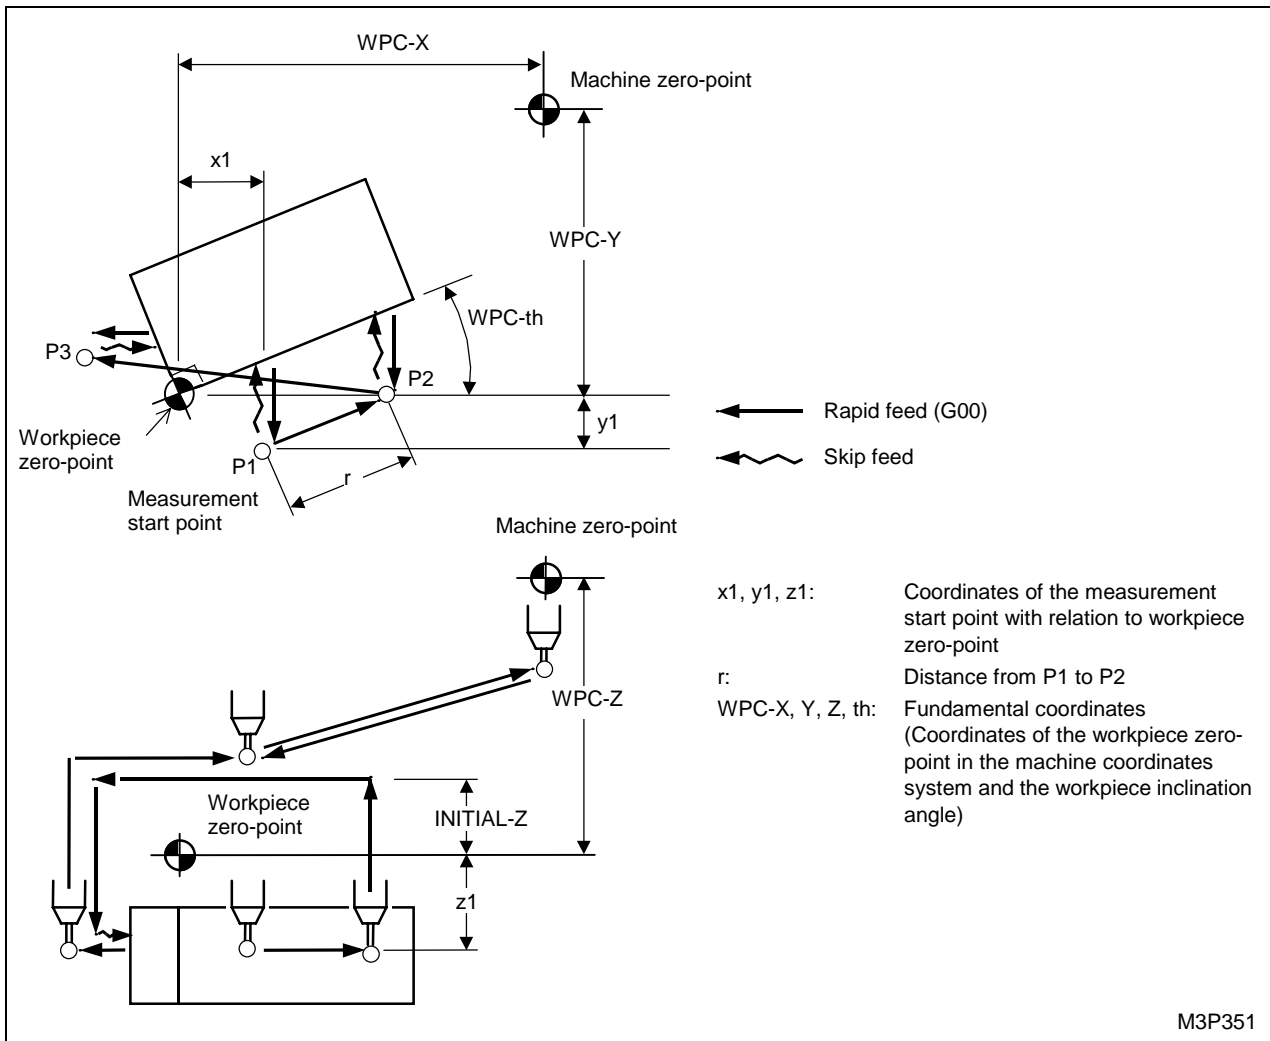 WPC-X
Machine zero-point
x1
WPC-Y
WPC-th
P3
P2
Workpiece
zero-point
y1
P1
r
Measurement
start point
Rapid feed (G00)
Skip feed
Machine zero-point
WPC-Z
Workpiece
zero-point
INITIAL-Z
z1
x1, y1, z1: Coordinates of the measurement
start point with relation to workpiece
zero-point
r: Distance from P1 to P2
WPC-X, Y, Z, th: Fundamental coordinates
(Coordinates of the workpiece zero-
point in the machine coordinates
system and the workpiece inclination
angle)
M3P351